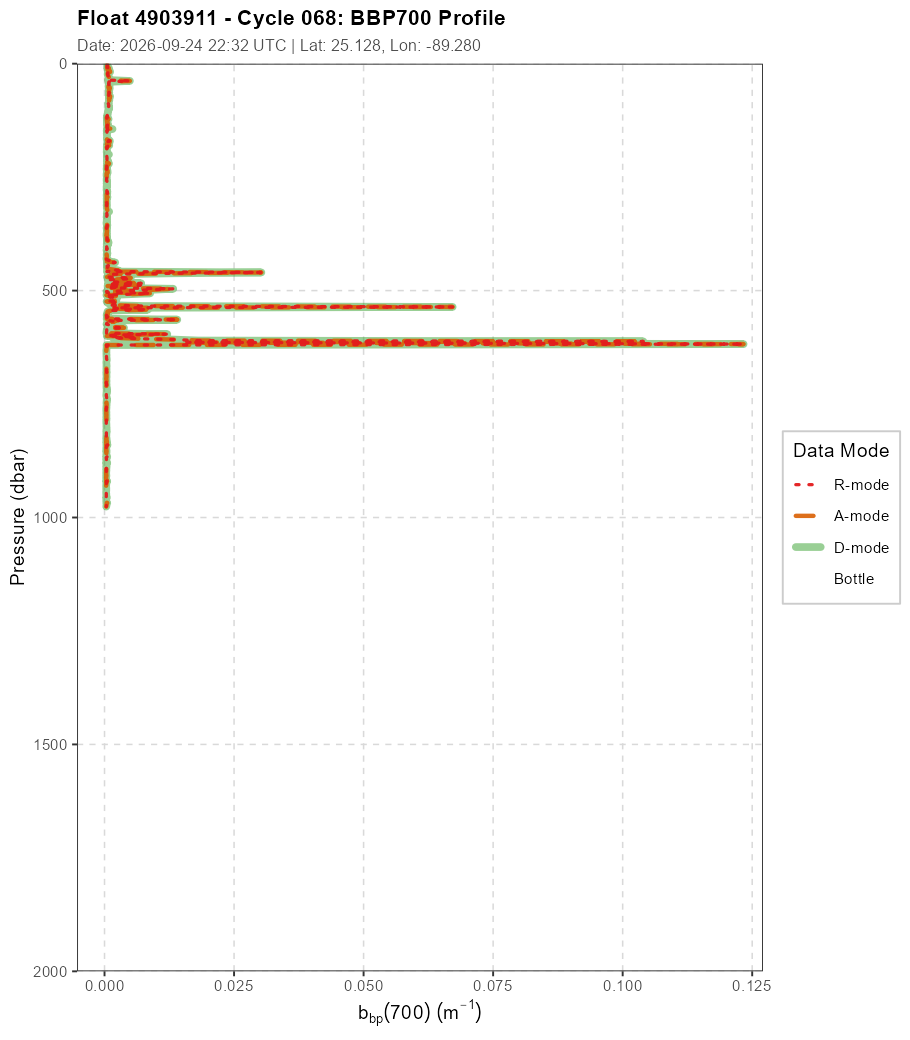 Float 4903911 - Cycle 068: BBP700 Profile
Date: 2026-09-24 22:32 UTC | Lat: 25.128, Lon: -89.280
0
500
1000
1500
2000
Pressure (dbar)
0.000 0.025 0.050 0.075 0.100 0.125
b_bp(700) (m⁻¹)
Data Mode
R-mode
A-mode
D-mode
Bottle